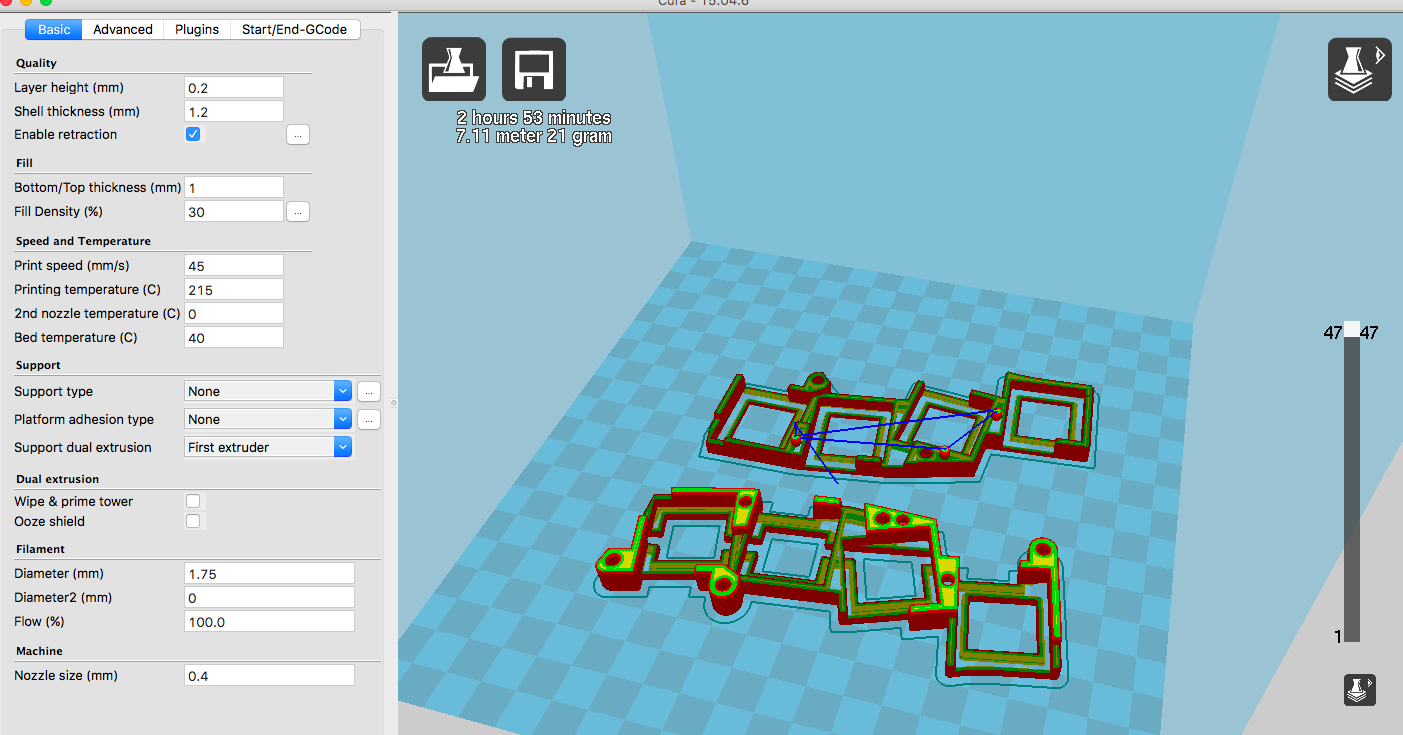 Cura - 15.04.6
Basic Advanced Plugins Start/End-GCode
Quality
Layer height (mm) 0.2
Shell thickness (mm) 1.2
Enable retraction ...
Fill
Bottom/Top thickness (mm) 1
Fill Density (%) 30 ...
Speed and Temperature
Print speed (mm/s) 45
Printing temperature (C) 215
2nd nozzle temperature (C) 0
Bed temperature (C) 40
Support
Support type None ...
Platform adhesion type None ...
Support dual extrusion First extruder
Dual extrusion
Wipe & prime tower
Ooze shield
Filament
Diameter (mm) 1.75
Diameter2 (mm) 0
Flow (%) 100.0
Machine
Nozzle size (mm) 0.4
2 hours 53 minutes
7.11 meter 21 gram
47 47
1